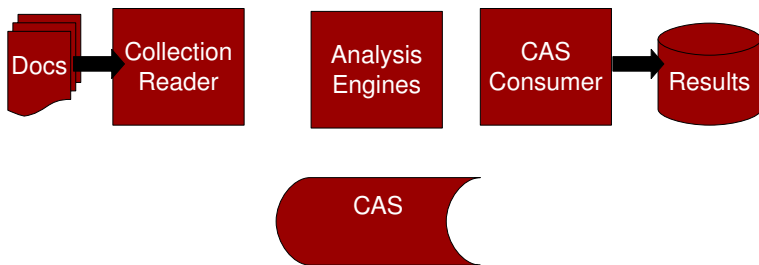 Docs
Collection
Reader
Analysis
Engines
CAS
Consumer
Results
CAS